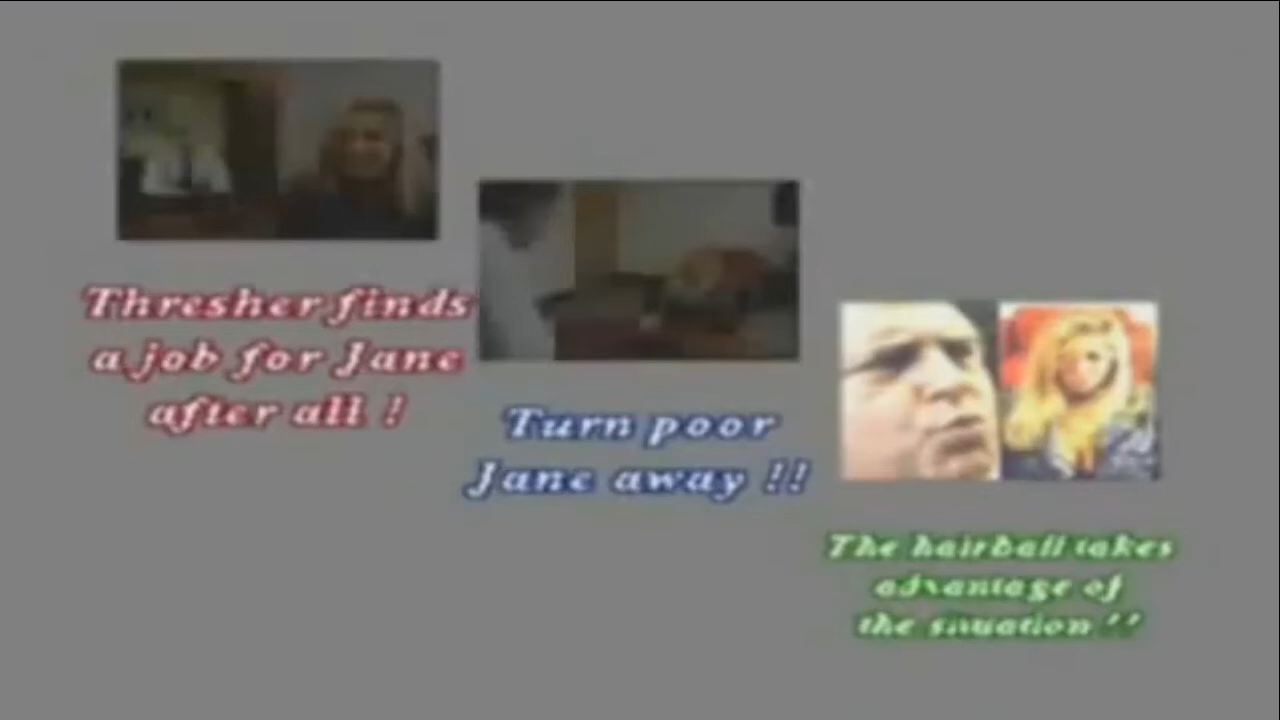 Thresher finds
a job for Jane
after all !
Turn poor
Jane away !!
The hairball takes
advantage of
the situation !!